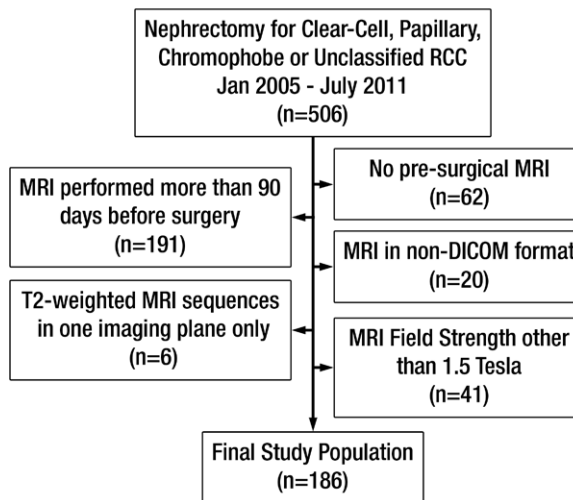 Nephrectomy for Clear-Cell, Papillary,
Chromophobe or Unclassified RCC
Jan 2005 - July 2011
(n=506)
No pre-surgical MRI
(n=62)
MRI performed more than 90
days before surgery
(n=191)
MRI in non-DICOM format
(n=20)
T2-weighted MRI sequences
in one imaging plane only
(n=6)
MRI Field Strength other
than 1.5 Tesla
(n=41)
Final Study Population
(n=186)